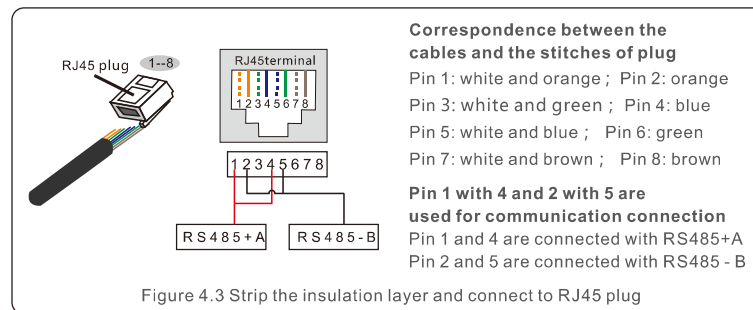 RJ45 plug
1--8
RJ45terminal
12345678
12345678
RS485+A
RS485-B
Correspondence between the
cables and the stitches of plug
Pin 1: white and orange ; Pin 2: orange
Pin 3: white and green ; Pin 4: blue
Pin 5: white and blue ; Pin 6: green
Pin 7: white and brown ; Pin 8: brown
Pin 1 with 4 and 2 with 5 are
used for communication connection
Pin 1 and 4 are connected with RS485+A
Pin 2 and 5 are connected with RS485 - B
Figure 4.3 Strip the insulation layer and connect to RJ45 plug